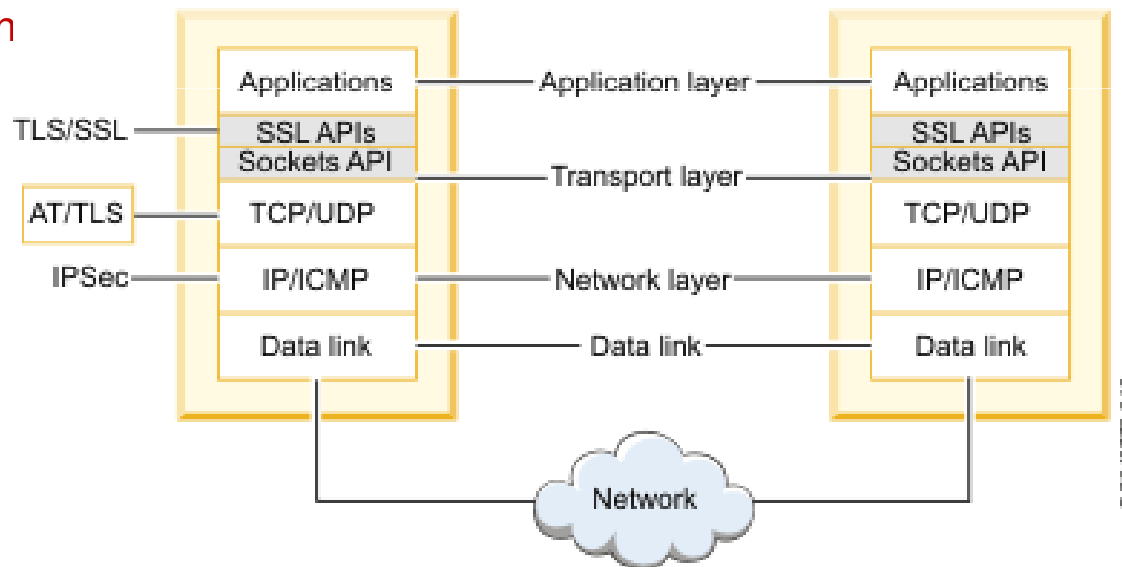 n
Applications
Application layer
Applications
TLS/SSL
SSL APIs
SSL APIs
Sockets API
Sockets API
Transport layer
AT/TLS
TCP/UDP
TCP/UDP
IPSec
IP/ICMP
Network layer
IP/ICMP
Data link
Data link
Data link
Network